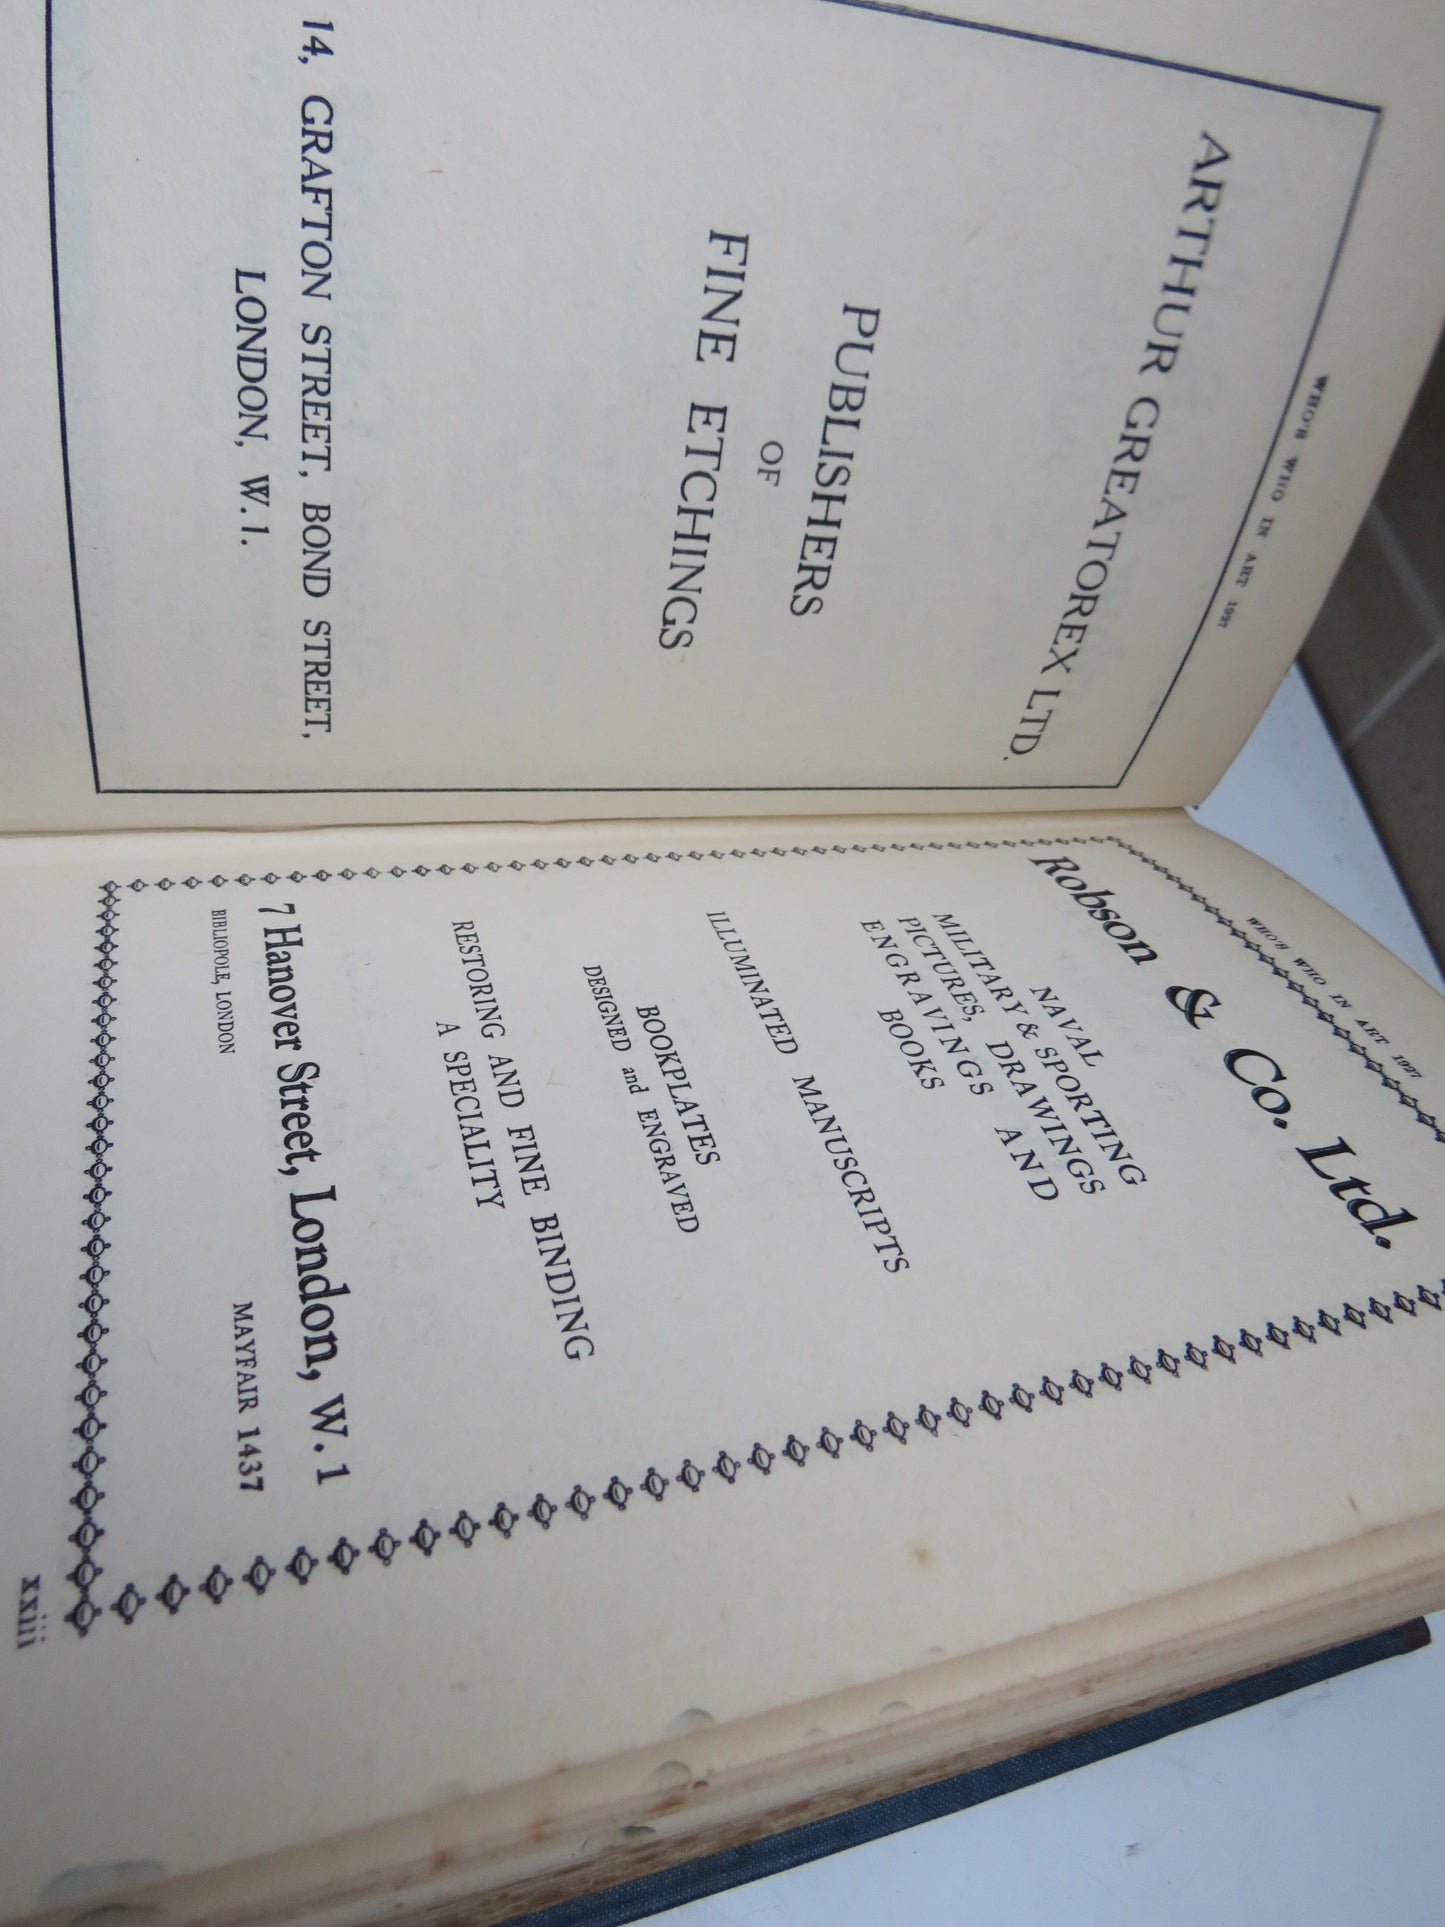 WHO'S WHO IN ART 1927
ARTHUR GREATOREX LTD.
PUBLISHERS
OF
FINE ETCHINGS
14, GRAFTON STREET, BOND STREET,
LONDON, W.1.
WHO'S WHO IN ART 1927
Robson & Co. Ltd.
NAVAL
MILITARY & SPORTING
PICTURES, DRAWINGS
ENGRAVINGS AND
BOOKS
ILLUMINATED MANUSCRIPTS
BOOKPLATES
DESIGNED and ENGRAVED
RESTORING AND FINE BINDING
A SPECIALITY
7 Hanover Street, London, W. 1
BIBLIOPOLE, LONDON MAYFAIR 1437
xxiii